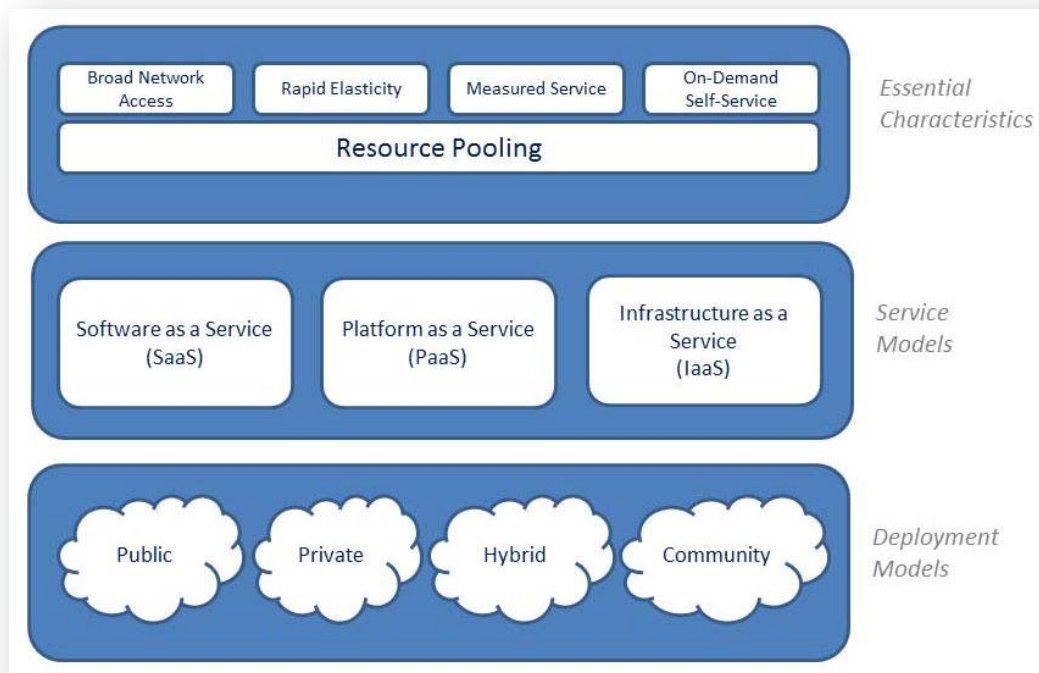 Broad Network
Access
Rapid Elasticity
Measured Service
On-Demand
Self-Service
Resource Pooling
Essential
Characteristics
Software as a Service
(SaaS)
Platform as a Service
(PaaS)
Infrastructure as a
Service
(IaaS)
Service
Models
Public
Private
Hybrid
Community
Deployment
Models